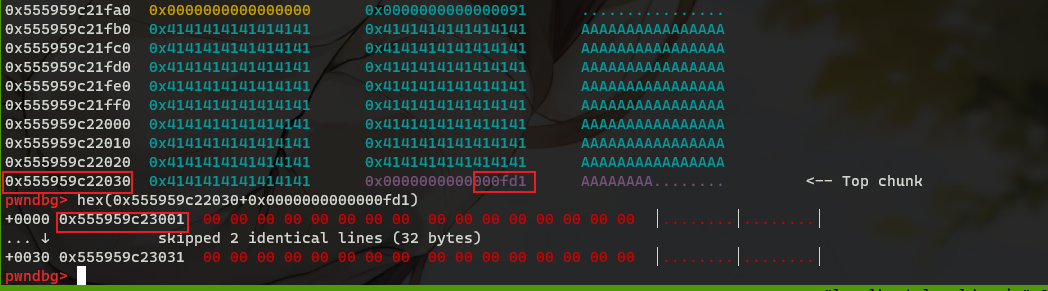 0x555959c21fa0 0x0000000000000000 0x0000000000000091 ................
0x555959c21fb0 0x4141414141414141 0x4141414141414141 AAAAAAAAAAAAAAAA
0x555959c21fc0 0x4141414141414141 0x4141414141414141 AAAAAAAAAAAAAAAA
0x555959c21fd0 0x4141414141414141 0x4141414141414141 AAAAAAAAAAAAAAAA
0x555959c21fe0 0x4141414141414141 0x4141414141414141 AAAAAAAAAAAAAAAA
0x555959c21ff0 0x4141414141414141 0x4141414141414141 AAAAAAAAAAAAAAAA
0x555959c22000 0x4141414141414141 0x4141414141414141 AAAAAAAAAAAAAAAA
0x555959c22010 0x4141414141414141 0x4141414141414141 AAAAAAAAAAAAAAAA
0x555959c22020 0x4141414141414141 0x4141414141414141 AAAAAAAAAAAAAAAA
0x555959c22030 0x4141414141414141 0x0000000000000fd1 AAAAAAAA........ <-- Top chunk
pwndbg> hex(0x555959c22030+0x0000000000000fd1)
+0000 0x555959c23001 00 00 00 00 00 00 00 00 00 00 00 00 00 00 00 00 |........|........|
... ↓ skipped 2 identical lines (32 bytes)
+0030 0x555959c23031 00 00 00 00 00 00 00 00 00 00 00 00 00 00 00 00 |........|........|
pwndbg>